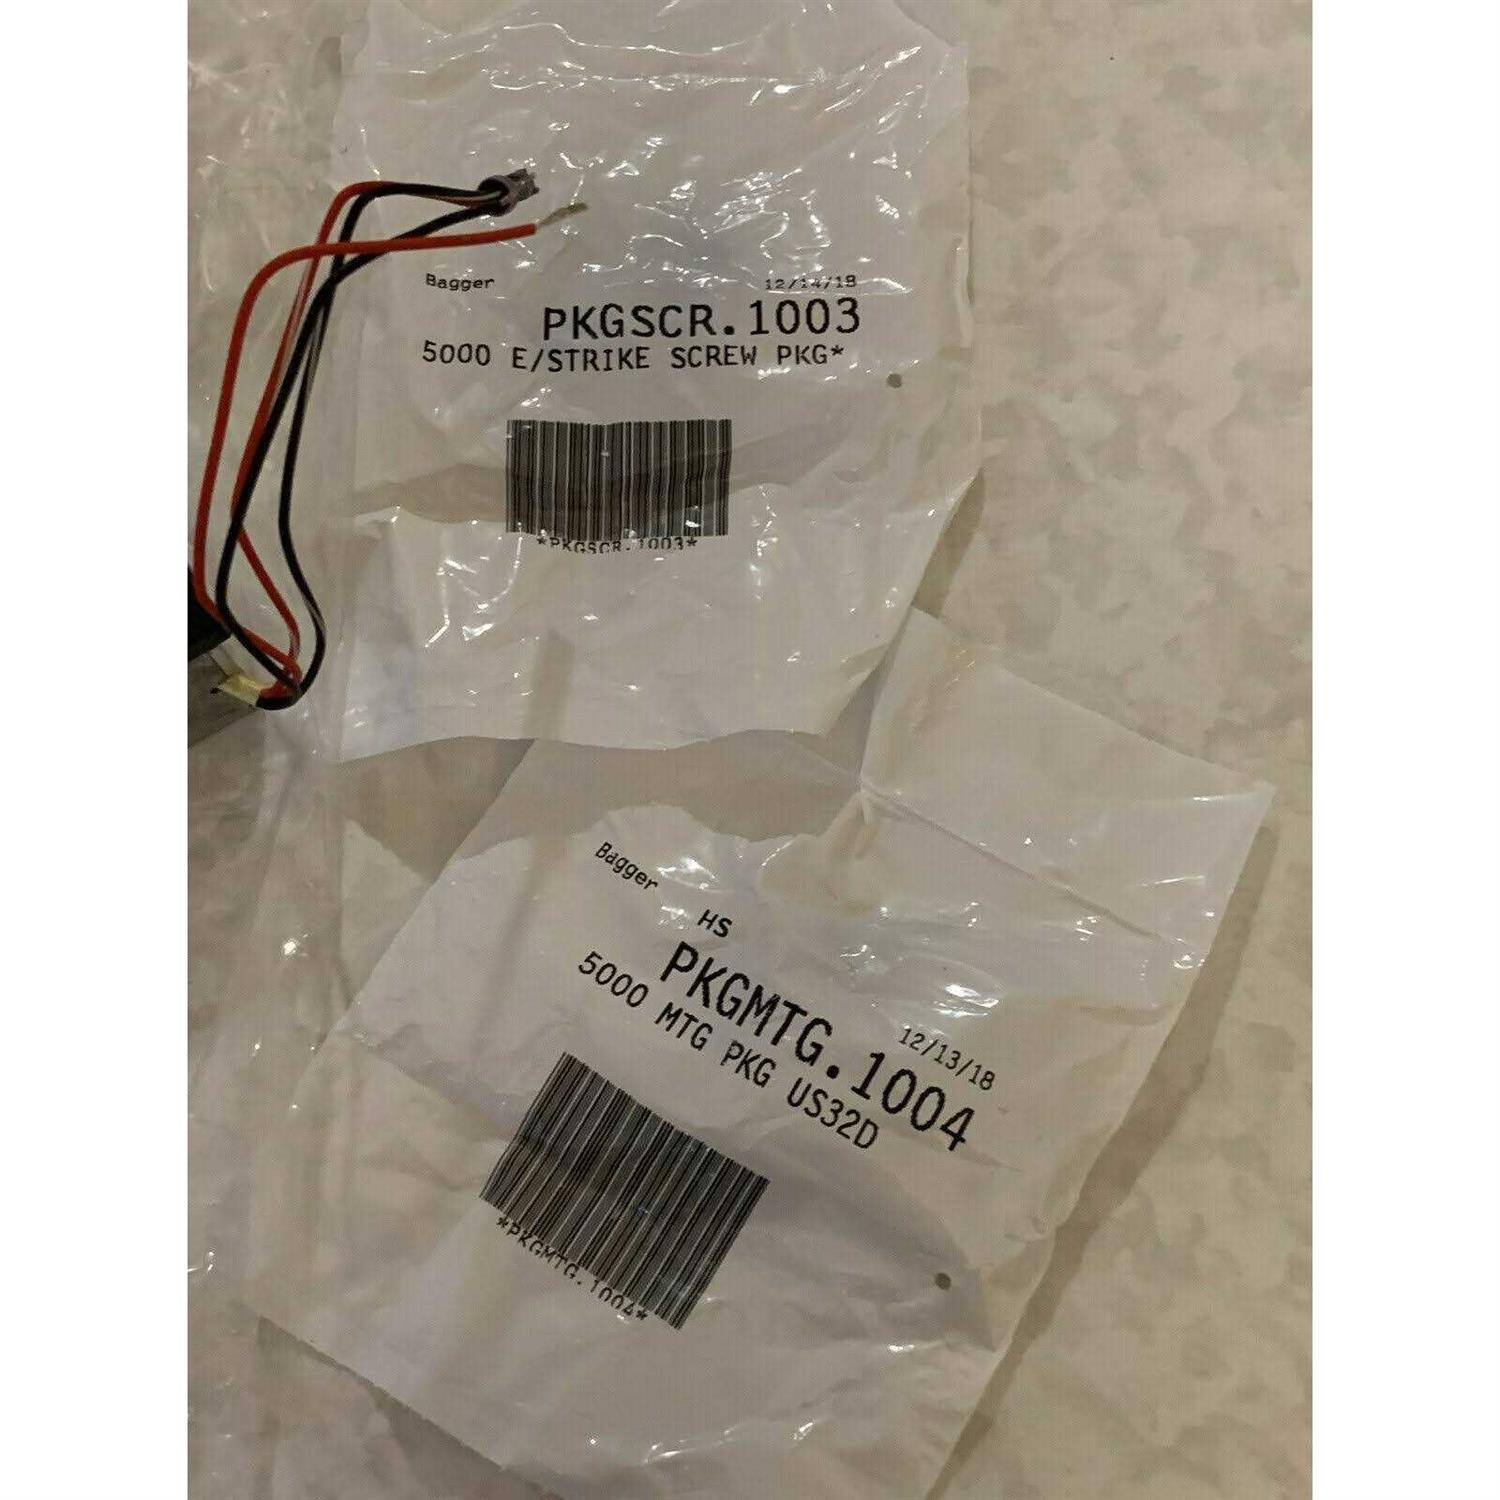 Bagger 12/14/18
PKGSCR.1003
5000 E/STRIKE SCREW PKG*
*PKGSCR.1003*
Bagger
HS
12/13/18
PKGMTG.1004
5000 MTG PKG US32D
*PKGMTG.1004*